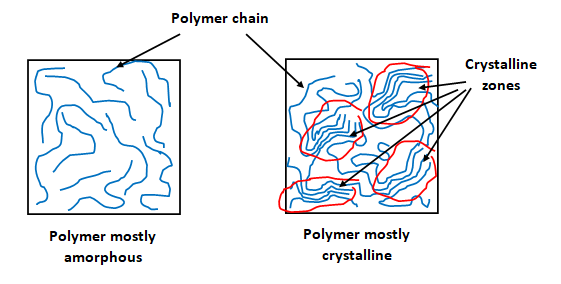 Polymer chain
Crystalline
zones
Polymer mostly
amorphous
Polymer mostly
crystalline